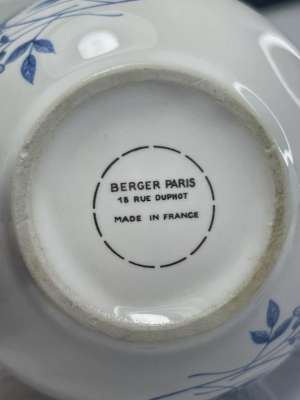 BERGER PARIS
18 RUE DUPHOT
MADE IN FRANCE